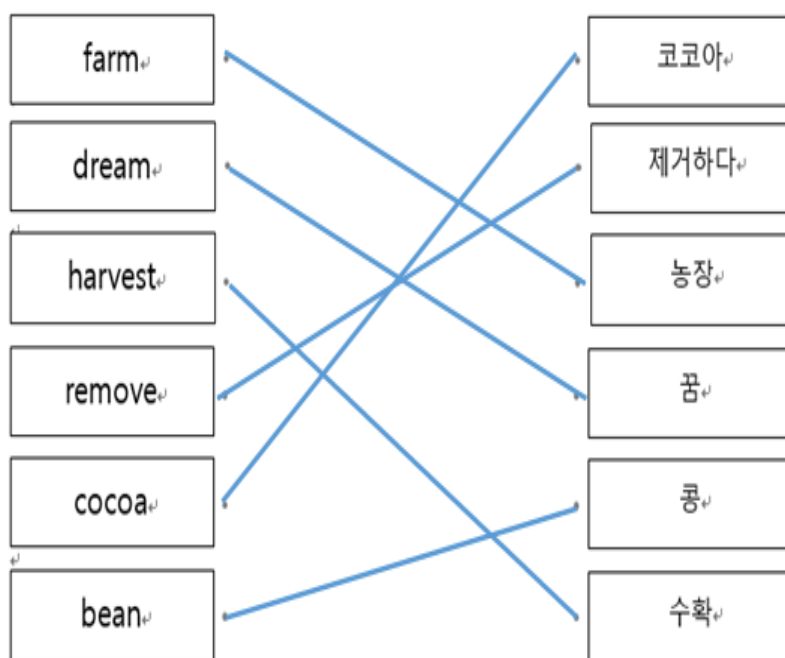 farm
코코아
dream
제거하다
harvest
농장
remove
꿈
cocoa
콩
bean
수확